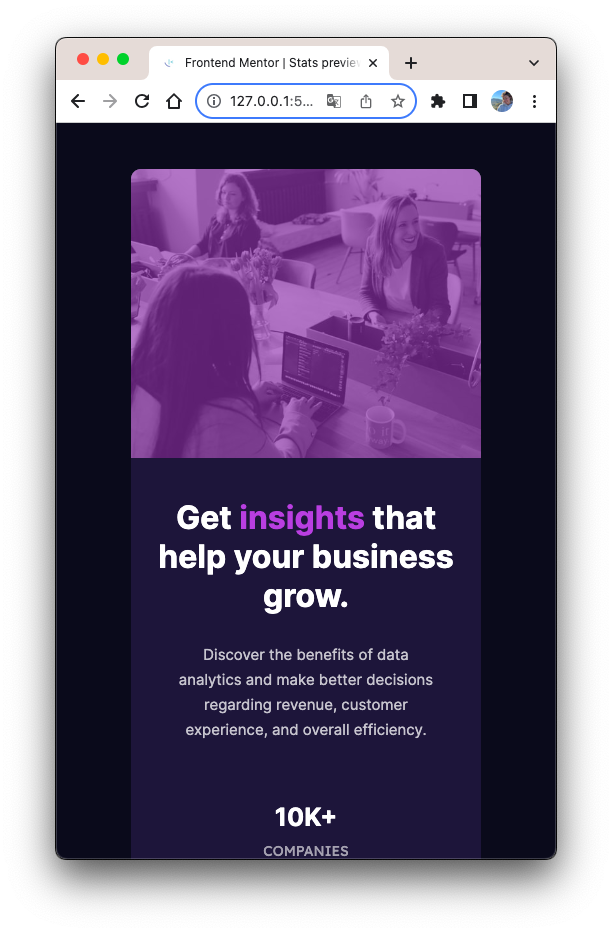 Frontend Mentor | Stats preview
127.0.0.1:5...
Get insights that
help your business
grow.
Discover the benefits of data
analytics and make better decisions
regarding revenue, customer
experience, and overall efficiency.
10K+
COMPANIES